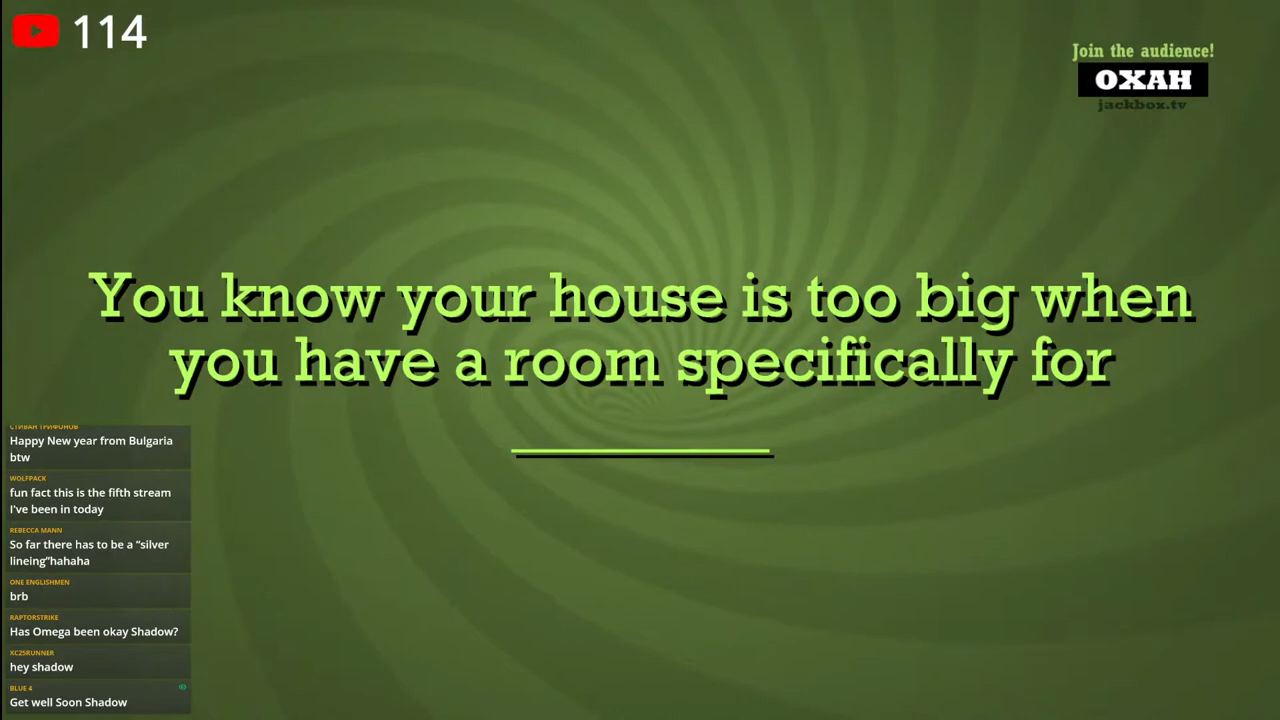 114
Join the audience!
OXAH
jackbox.tv
You know your house is too big when
you have a room specifically for
СТИВАН ТРИФОНОВ
Happy New year from Bulgaria
btw
WOLFPACK
fun fact this is the fifth stream
I've been in today
REBECCA MANN
So far there has to be a “silver
lineing”hahaha
ONE ENGLISHMEN
brb
RAPTORSTRIKE
Has Omega been okay Shadow?
XC25RUNNER
hey shadow
BLUE 4
Get well Soon Shadow